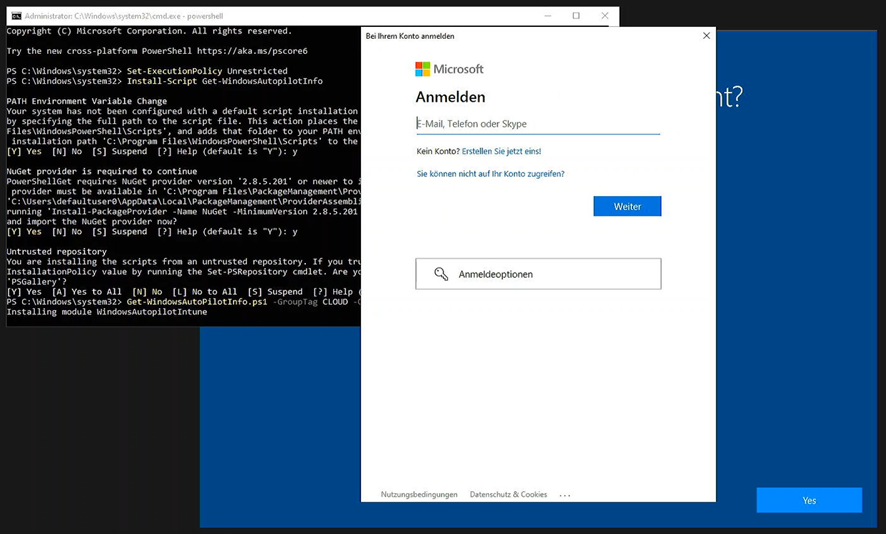 Administrator: C:\Windows\system32\cmd.exe - powershell
Copyright (C) Microsoft Corporation. All rights reserved.
Try the new cross-platform PowerShell https://aka.ms/pscore6
PS C:\Windows\system32> Set-ExecutionPolicy Unrestricted
PS C:\Windows\system32> Install-Script Get-WindowsAutopilotInfo
PATH Environment Variable Change
Your system has not been configured with a default script installation
by specifying the full path to the script file. This action places the
Files\WindowsPowerShell\Scripts', and adds that folder to your PATH
installation path 'C:\Program Files\WindowsPowerShell\Scripts' to the
[Y] Yes [N] No [S] Suspend [?] Help (default is "Y"): y
NuGet provider is required to continue
PowerShellGet requires NuGet provider version '2.8.5.201' or newer to
provider must be available in 'C:\Program Files\PackageManagement\
'C:\Users\defaultuser0\AppData\Local\PackageManagement\
running 'Install-PackageProvider -Name NuGet -MinimumVersion 2.8.5.201
and import the NuGet provider now?
[Y] Yes [N] No [S] Suspend [?] Help (default is "Y"): y
Untrusted repository
You are installing the scripts from an untrusted repository. If you
InstallationPolicy value by running the Set-PSRepository cmdlet. Are
'PSGallery'?
[Y] Yes [A] Yes to All [N] No [L] No to All [S] Suspend [?] Help (
PS C:\Windows\system32> Get-WindowsAutoPilotInfo.ps1 -GroupTag CLOUD
Installing module WindowsAutopilotIntune
Bei Ihrem Konto anmelden
Microsoft
Anmelden
E-Mail, Telefon oder Skype
Kein Konto? Erstellen Sie jetzt eins!
Sie können nicht auf Ihr Konto zugreifen?
Weiter
Anmeldeoptionen
Nutzungsbedingungen Datenschutz & Cookies ...
nt?
Yes